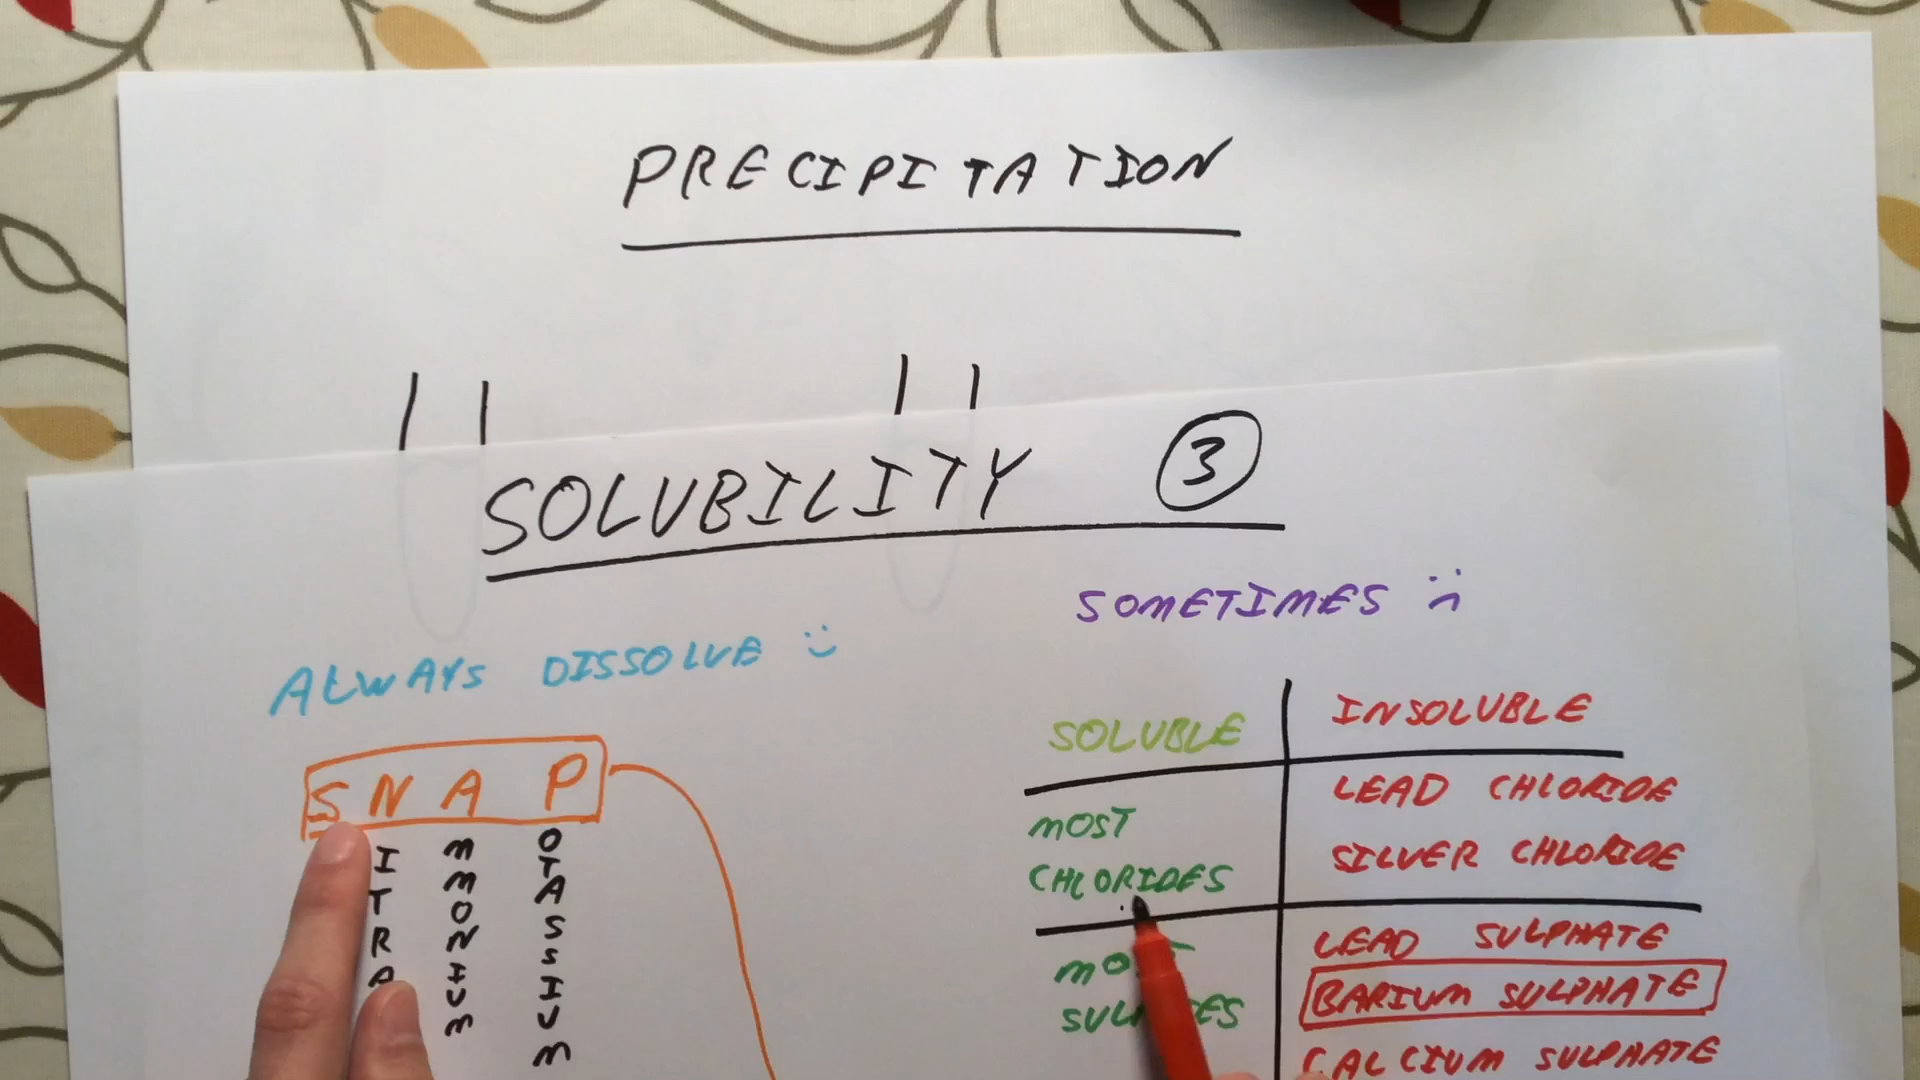 PRECIPITATION
SOLUBILITY 3
ALWAYS DISSOLVE :)
SOMETIMES :(
SNAP
ITRA
MMONIUM
OTASSIUM
SOLUBLE
INSOLUBLE
MOST
CHLORIDES
LEAD CHLORIDE
SILVER CHLORIDE
LEAD SULPHATE
BARIUM SULPHATE
CALCIUM SULPHATE